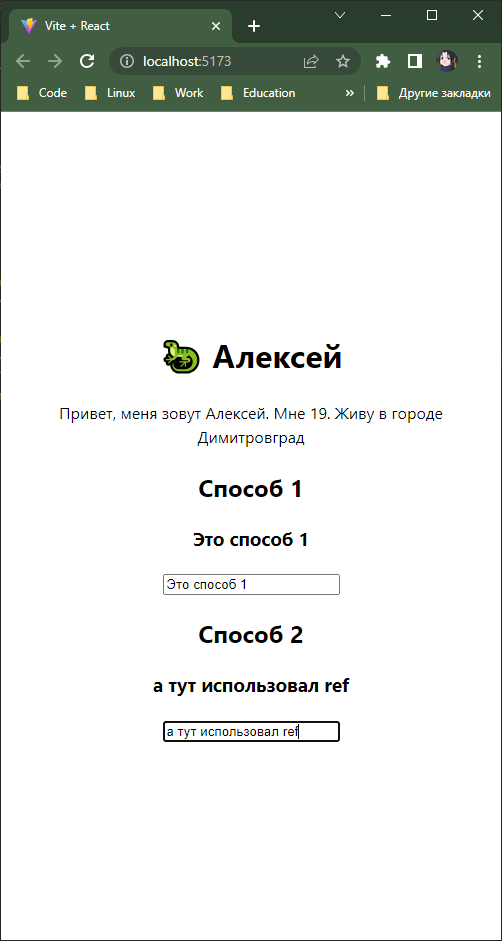 Vite + React
localhost:5173
Code Linux Work Education » Другие закладки
Алексей
Привет, меня зовут Алексей. Мне 19. Живу в городе
Димитровград
Способ 1
Это способ 1
Это способ 1
Способ 2
а тут использовал ref
а тут использовал ref